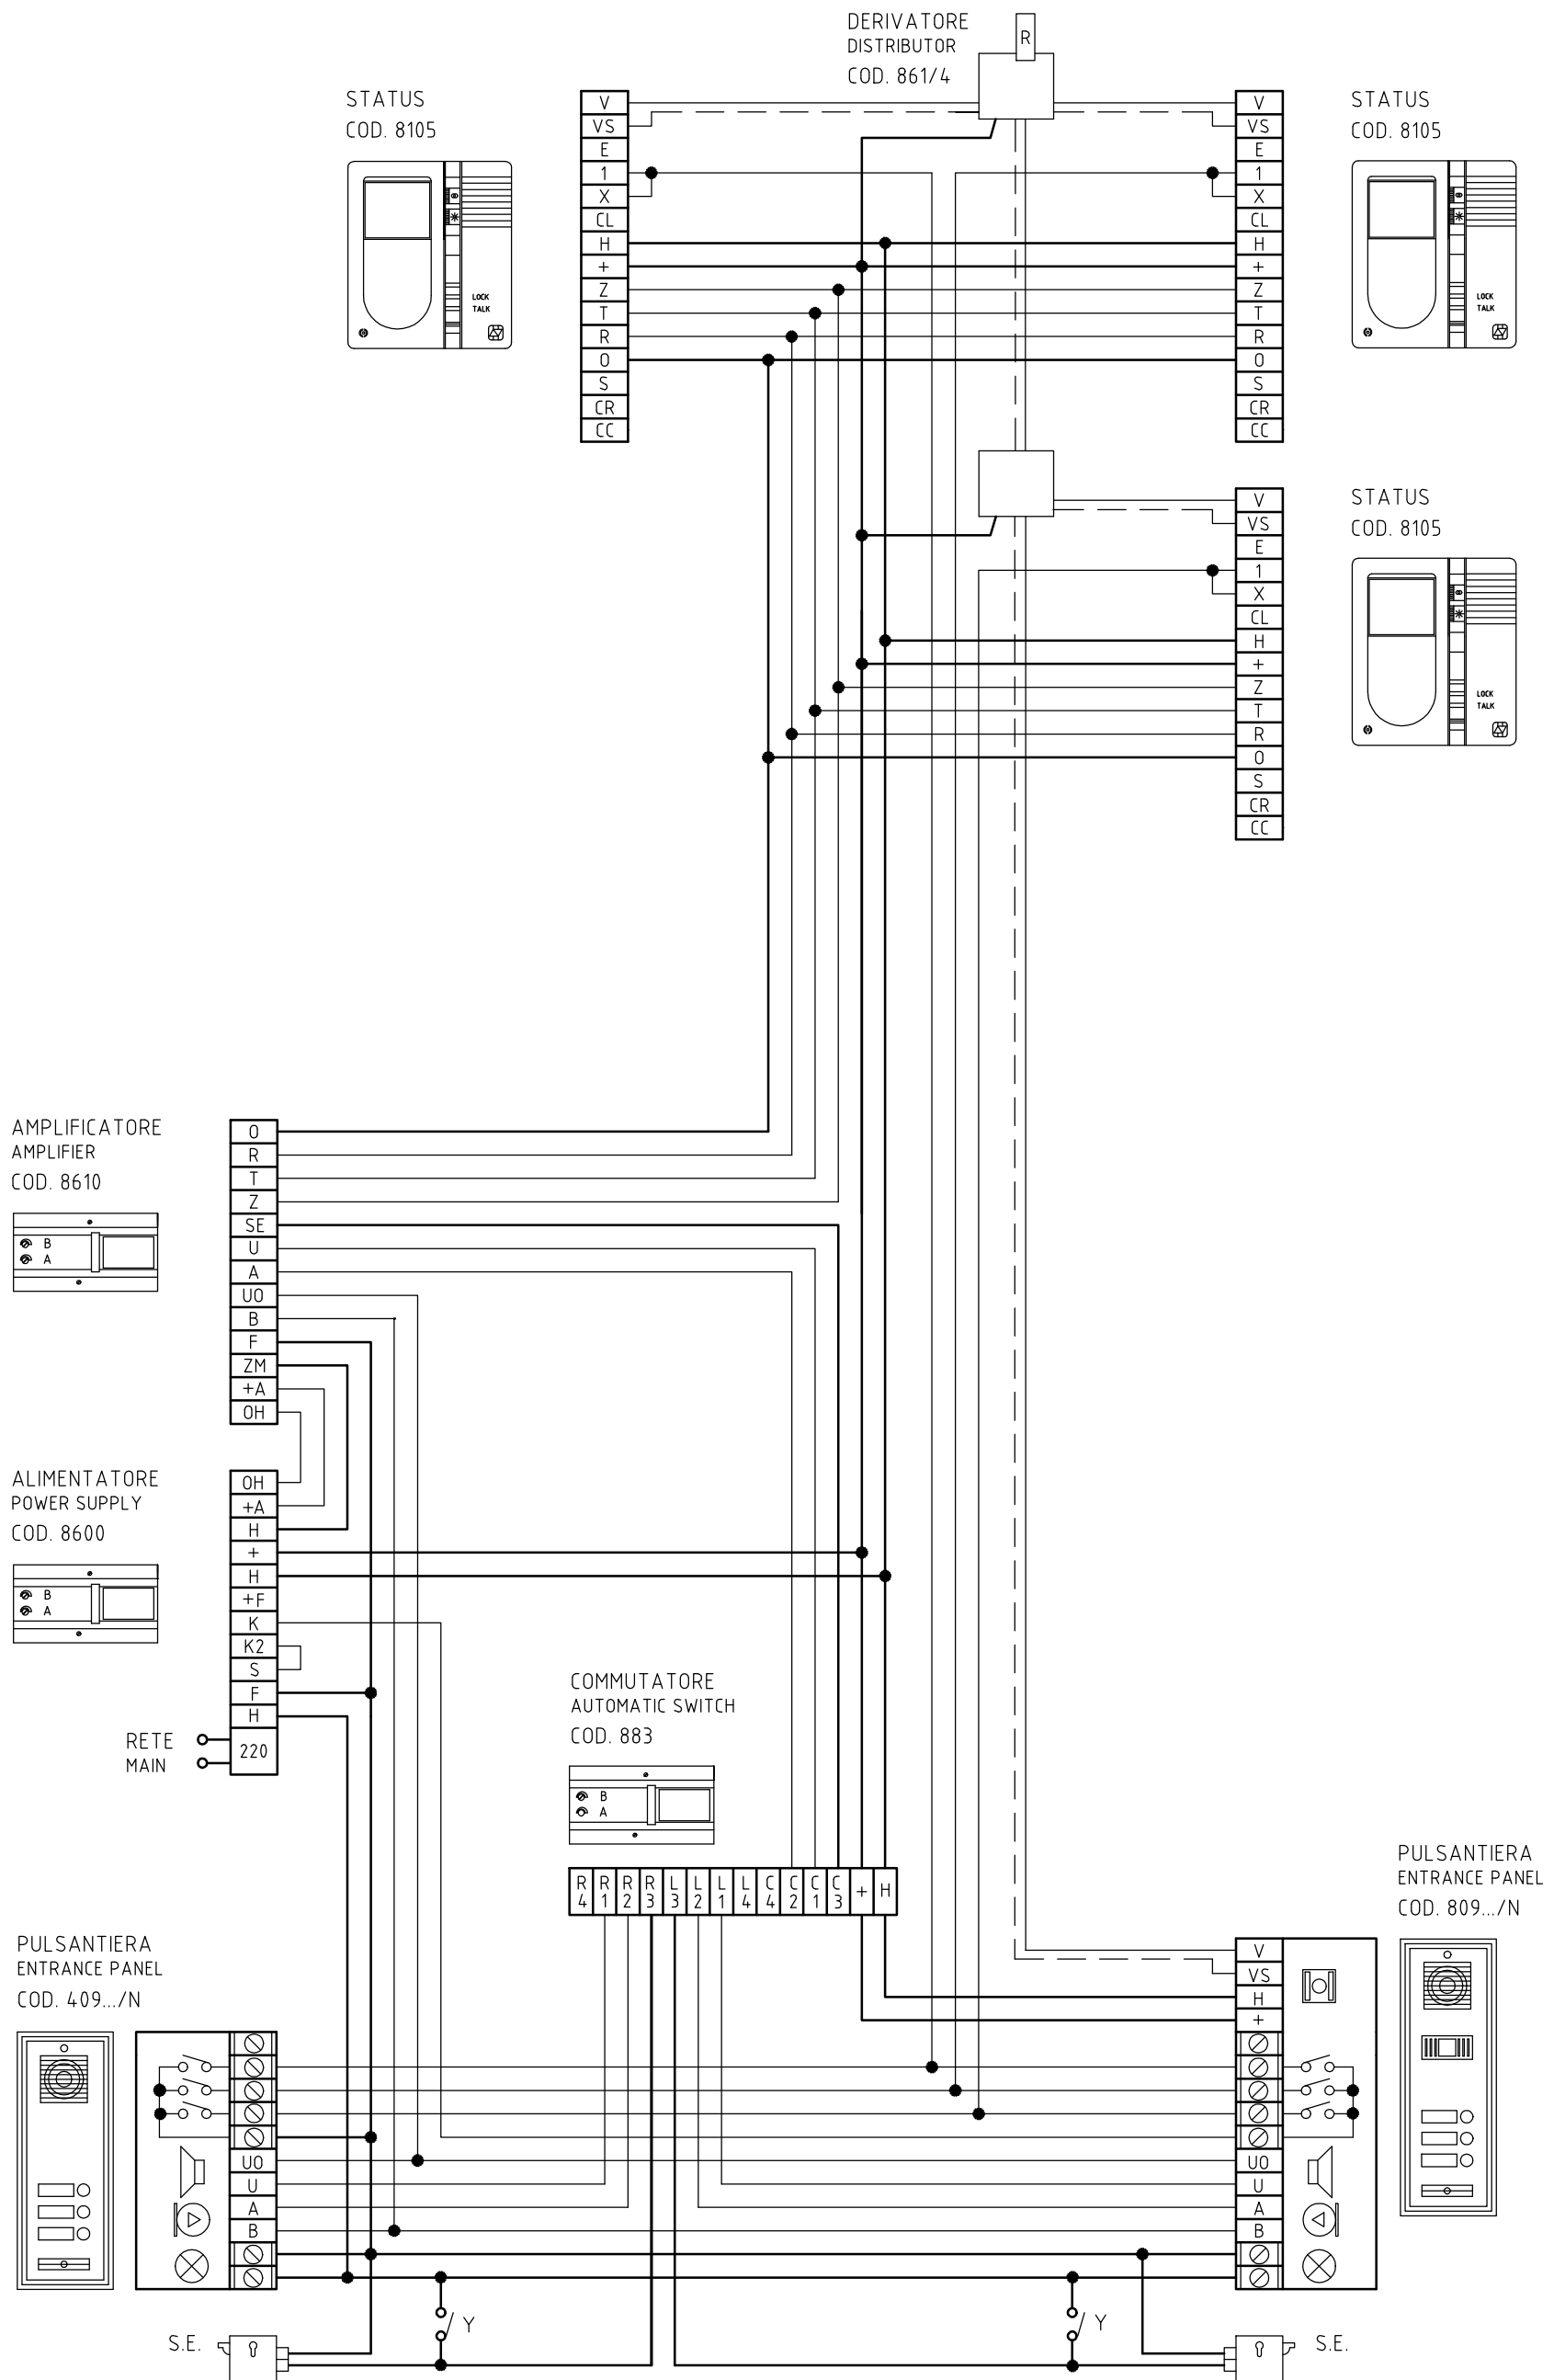 DERIVATORE
DISTRIBUTOR
COD. 861/4
R
STATUS
COD. 8105
V
VS
E
1
X
CL
H
+
Z
T
R
0
S
CR
CC
LOCK
TALK
V
VS
E
1
X
CL
H
+
Z
T
R
0
S
CR
CC
STATUS
COD. 8105
LOCK
TALK
V
VS
E
1
X
CL
H
+
Z
T
R
0
S
CR
CC
STATUS
COD. 8105
LOCK
TALK
AMPLIFICATORE
AMPLIFIER
COD. 8610
B
A
0
R
T
Z
SE
U
A
U0
B
F
ZM
+A
0H
ALIMENTATORE
POWER SUPPLY
COD. 8600
B
A
0H
+A
H
+
H
+F
K
K2
S
F
H
220
RETE
MAIN
COMMUTATORE
AUTOMATIC SWITCH
COD. 883
B
A
R4 R1 R2 R3 L3 L2 L1 L4 C4 C2 C1 C3 + H
PULSANTIERA
ENTRANCE PANEL
COD. 809.../N
V
VS
H
+
U0
U
A
B
PULSANTIERA
ENTRANCE PANEL
COD. 409.../N
U0
U
A
B
Y
Y
S.E.
S.E.